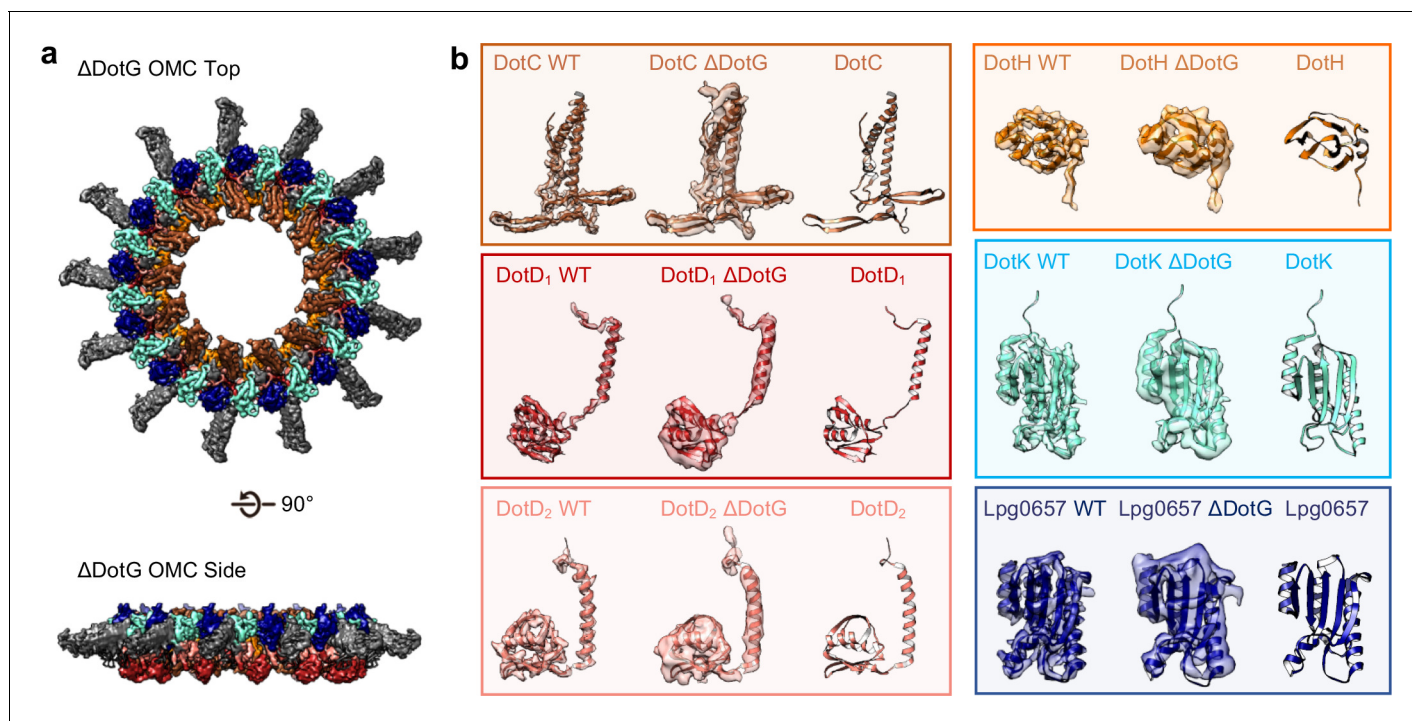 a
ΔDotG OMC Top
90°
ΔDotG OMC Side
b
DotC WT DotC ΔDotG DotC
DotD₁ WT DotD₁ ΔDotG DotD₁
DotD₂ WT DotD₂ ΔDotG DotD₂
DotH WT DotH ΔDotG DotH
DotK WT DotK ΔDotG DotK
Lpg0657 WT Lpg0657 ΔDotG Lpg0657